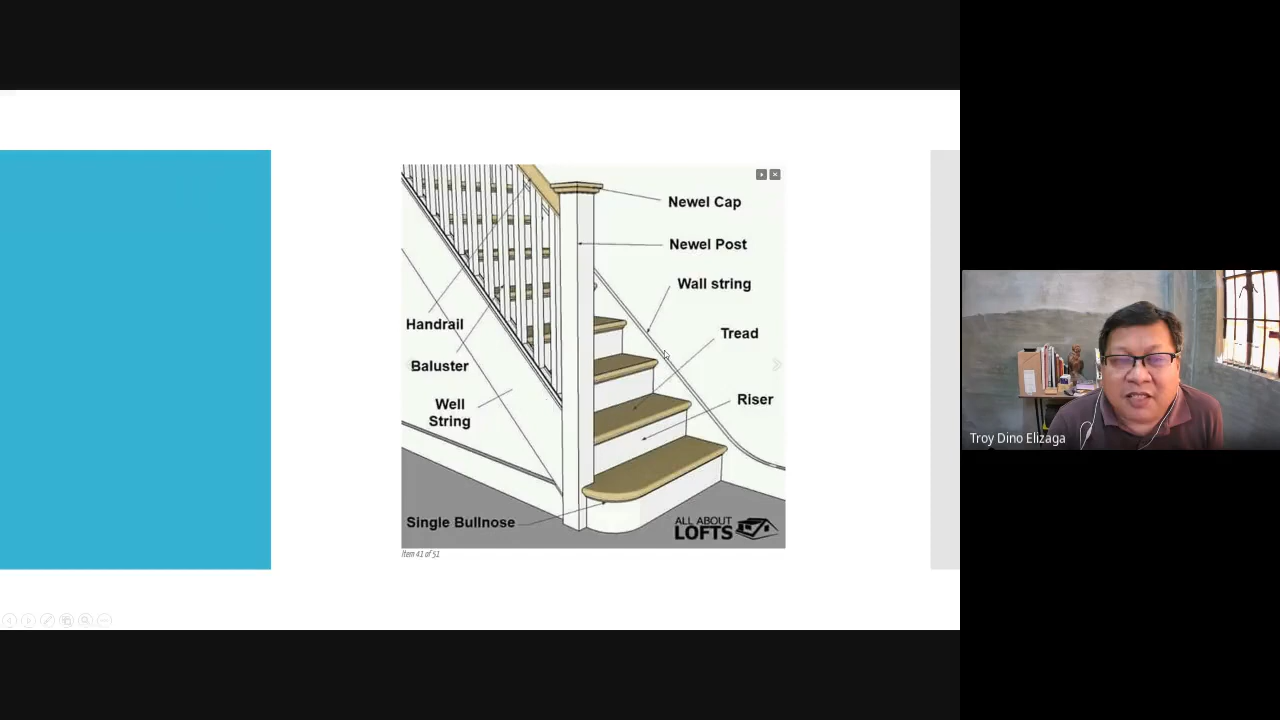 Newel Cap
Newel Post
Wall string
Tread
Handrail
Baluster
Riser
Well
String
Single Bullnose
ALL ABOUT
LOFTS
Item 41 of 51
Troy Dino Elizaga